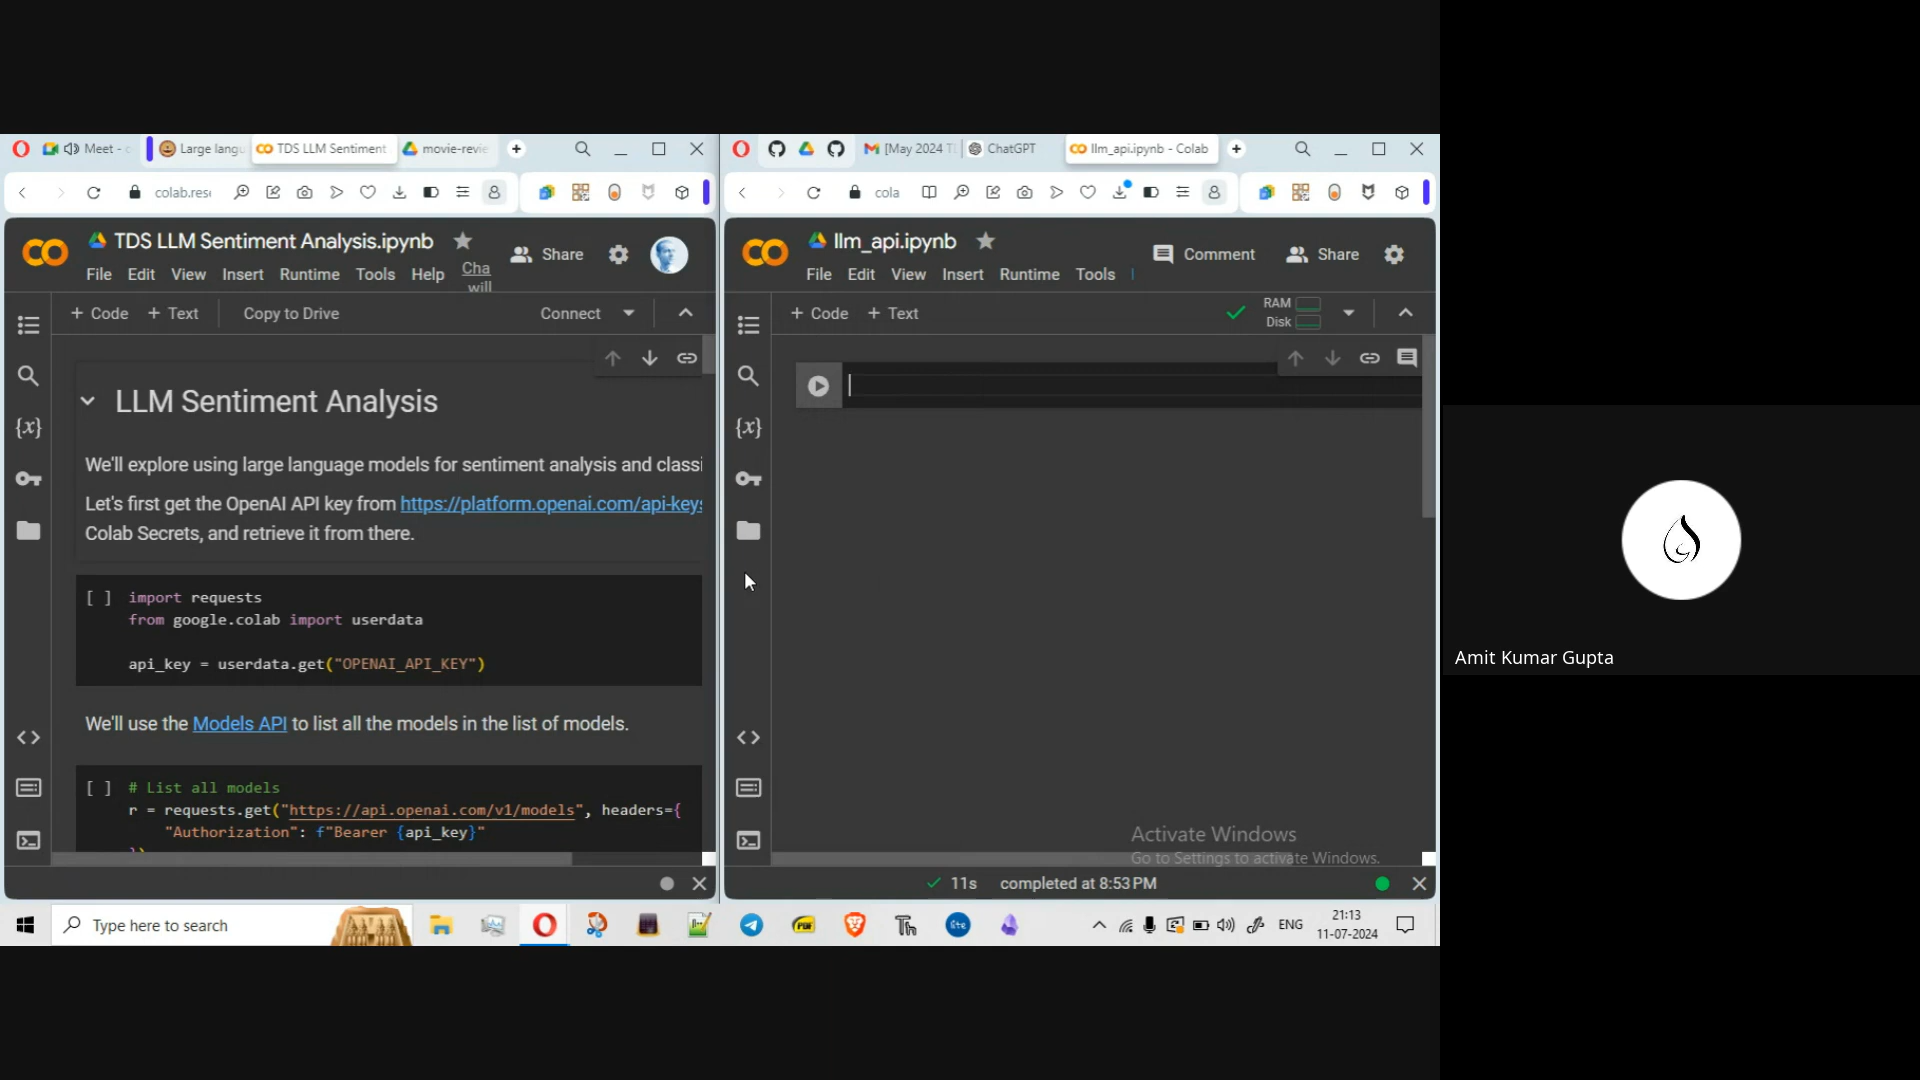 Meet - c
Large langu
TDS LLM Sentiment
movie-revie
colab.rese
TDS LLM Sentiment Analysis.ipynb
Share
File Edit View Insert Runtime Tools Help Cha
will
+ Code + Text Copy to Drive Connect
LLM Sentiment Analysis
We'll explore using large language models for sentiment analysis and classi
Let's first get the OpenAI API key from https://platform.openai.com/api-keys
Colab Secrets, and retrieve it from there.
[ ] import requests
from google.colab import userdata
api_key = userdata.get("OPENAI_API_KEY")
We'll use the Models API to list all the models in the list of models.
[ ] # List all models
r = requests.get("https://api.openai.com/v1/models", headers={
"Authorization": f"Bearer {api_key}"
})
[May 2024 T
ChatGPT
llm_api.ipynb - Colab
cola
llm_api.ipynb
Comment Share
File Edit View Insert Runtime Tools
+ Code + Text
RAM
Disk
Activate Windows
Go to Settings to activate Windows.
11s completed at 8:53 PM
Type here to search
PDF
Th
lite
ENG
21:13
11-07-2024
Amit Kumar Gupta